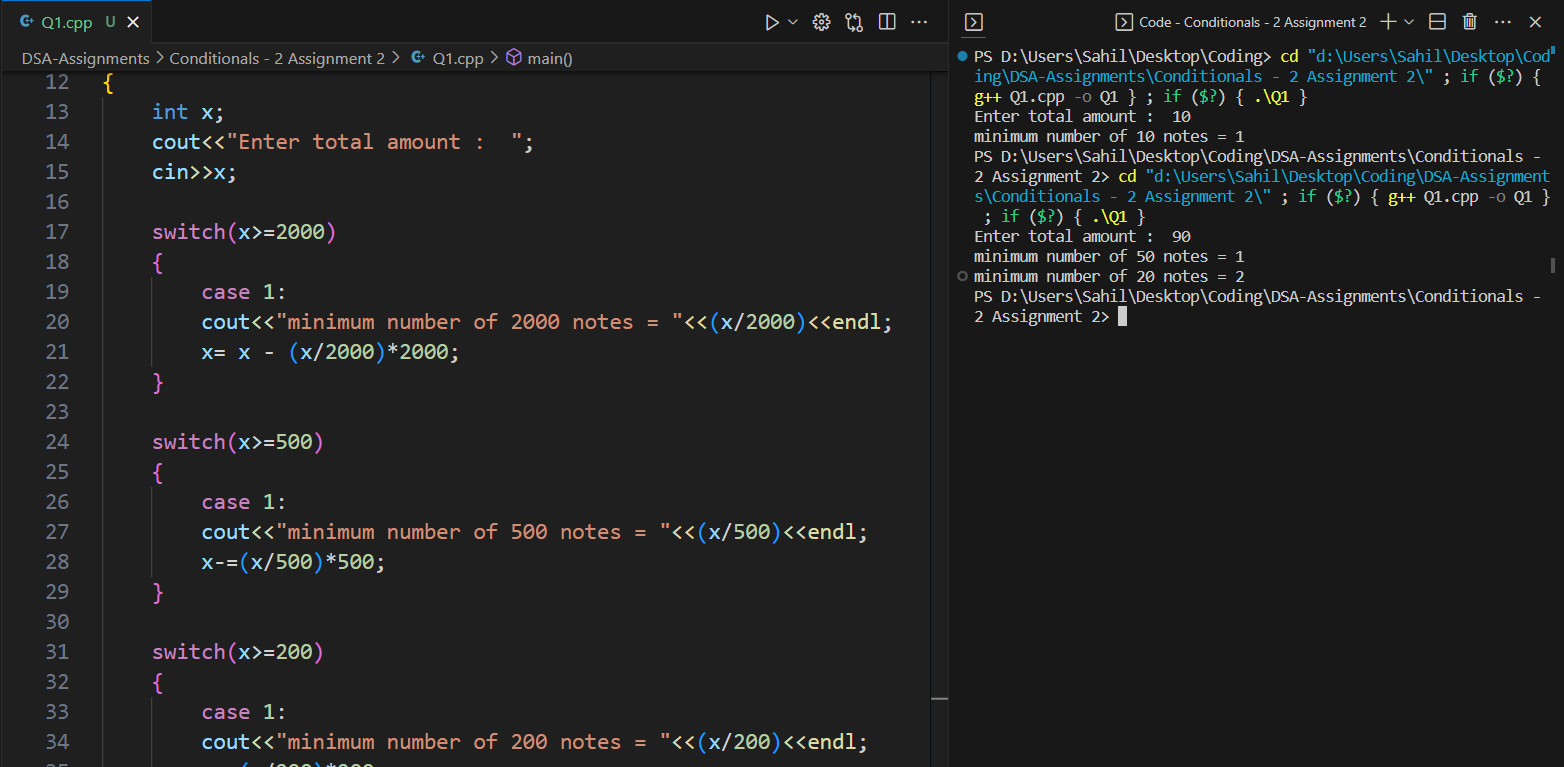 Q1.cpp U
DSA-Assignments > Conditionals - 2 Assignment 2 > Q1.cpp > main()
12 {
13 int x;
14 cout<<"Enter total amount :  ";
15 cin>>x;
16
17 switch(x>=2000)
18 {
19 case 1:
20 cout<<"minimum number of 2000 notes = "<<(x/2000)<<endl;
21 x= x - (x/2000)*2000;
22 }
23
24 switch(x>=500)
25 {
26 case 1:
27 cout<<"minimum number of 500 notes = "<<(x/500)<<endl;
28 x-=(x/500)*500;
29 }
30
31 switch(x>=200)
32 {
33 case 1:
34 cout<<"minimum number of 200 notes = "<<(x/200)<<endl;
Code - Conditionals - 2 Assignment 2
PS D:\Users\Sahil\Desktop\Coding> cd "d:\Users\Sahil\Desktop\Cod
ing\DSA-Assignments\Conditionals - 2 Assignment 2\" ; if ($?) {
g++ Q1.cpp -o Q1 } ; if ($?) { .\Q1 }
Enter total amount :  10
minimum number of 10 notes = 1
PS D:\Users\Sahil\Desktop\Coding\DSA-Assignments\Conditionals -
2 Assignment 2> cd "d:\Users\Sahil\Desktop\Coding\DSA-Assignment
s\Conditionals - 2 Assignment 2\" ; if ($?) { g++ Q1.cpp -o Q1 }
; if ($?) { .\Q1 }
Enter total amount :  90
minimum number of 50 notes = 1
minimum number of 20 notes = 2
PS D:\Users\Sahil\Desktop\Coding\DSA-Assignments\Conditionals -
2 Assignment 2>